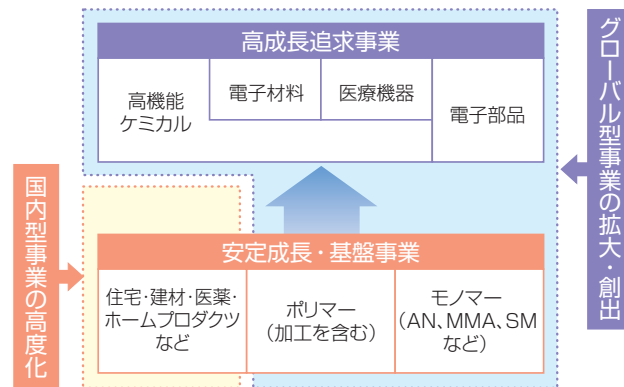 高成長追求事業
高機能
ケミカル
電子材料
医療機器
電子部品
グローバル型事業の拡大・創出
国内型事業の高度化
安定成長・基盤事業
住宅・建材・医薬・
ホームプロダクツ
など
ポリマー
（加工を含む）
モノマー
（AN、MMA、SM
など）